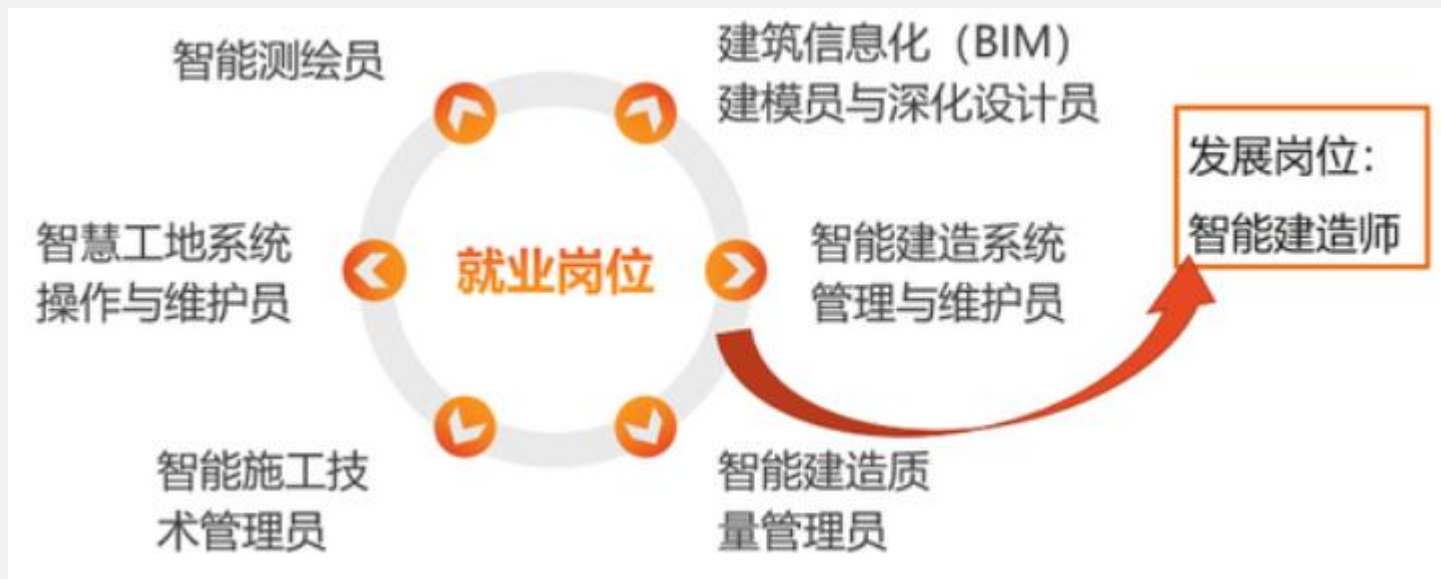 智能测绘员
建筑信息化（BIM）
建模员与深化设计员
发展岗位：
智能建造师
智慧工地系统
操作与维护员
就业岗位
智能建造系统
管理与维护员
智能施工技
术管理员
智能建造质
量管理员